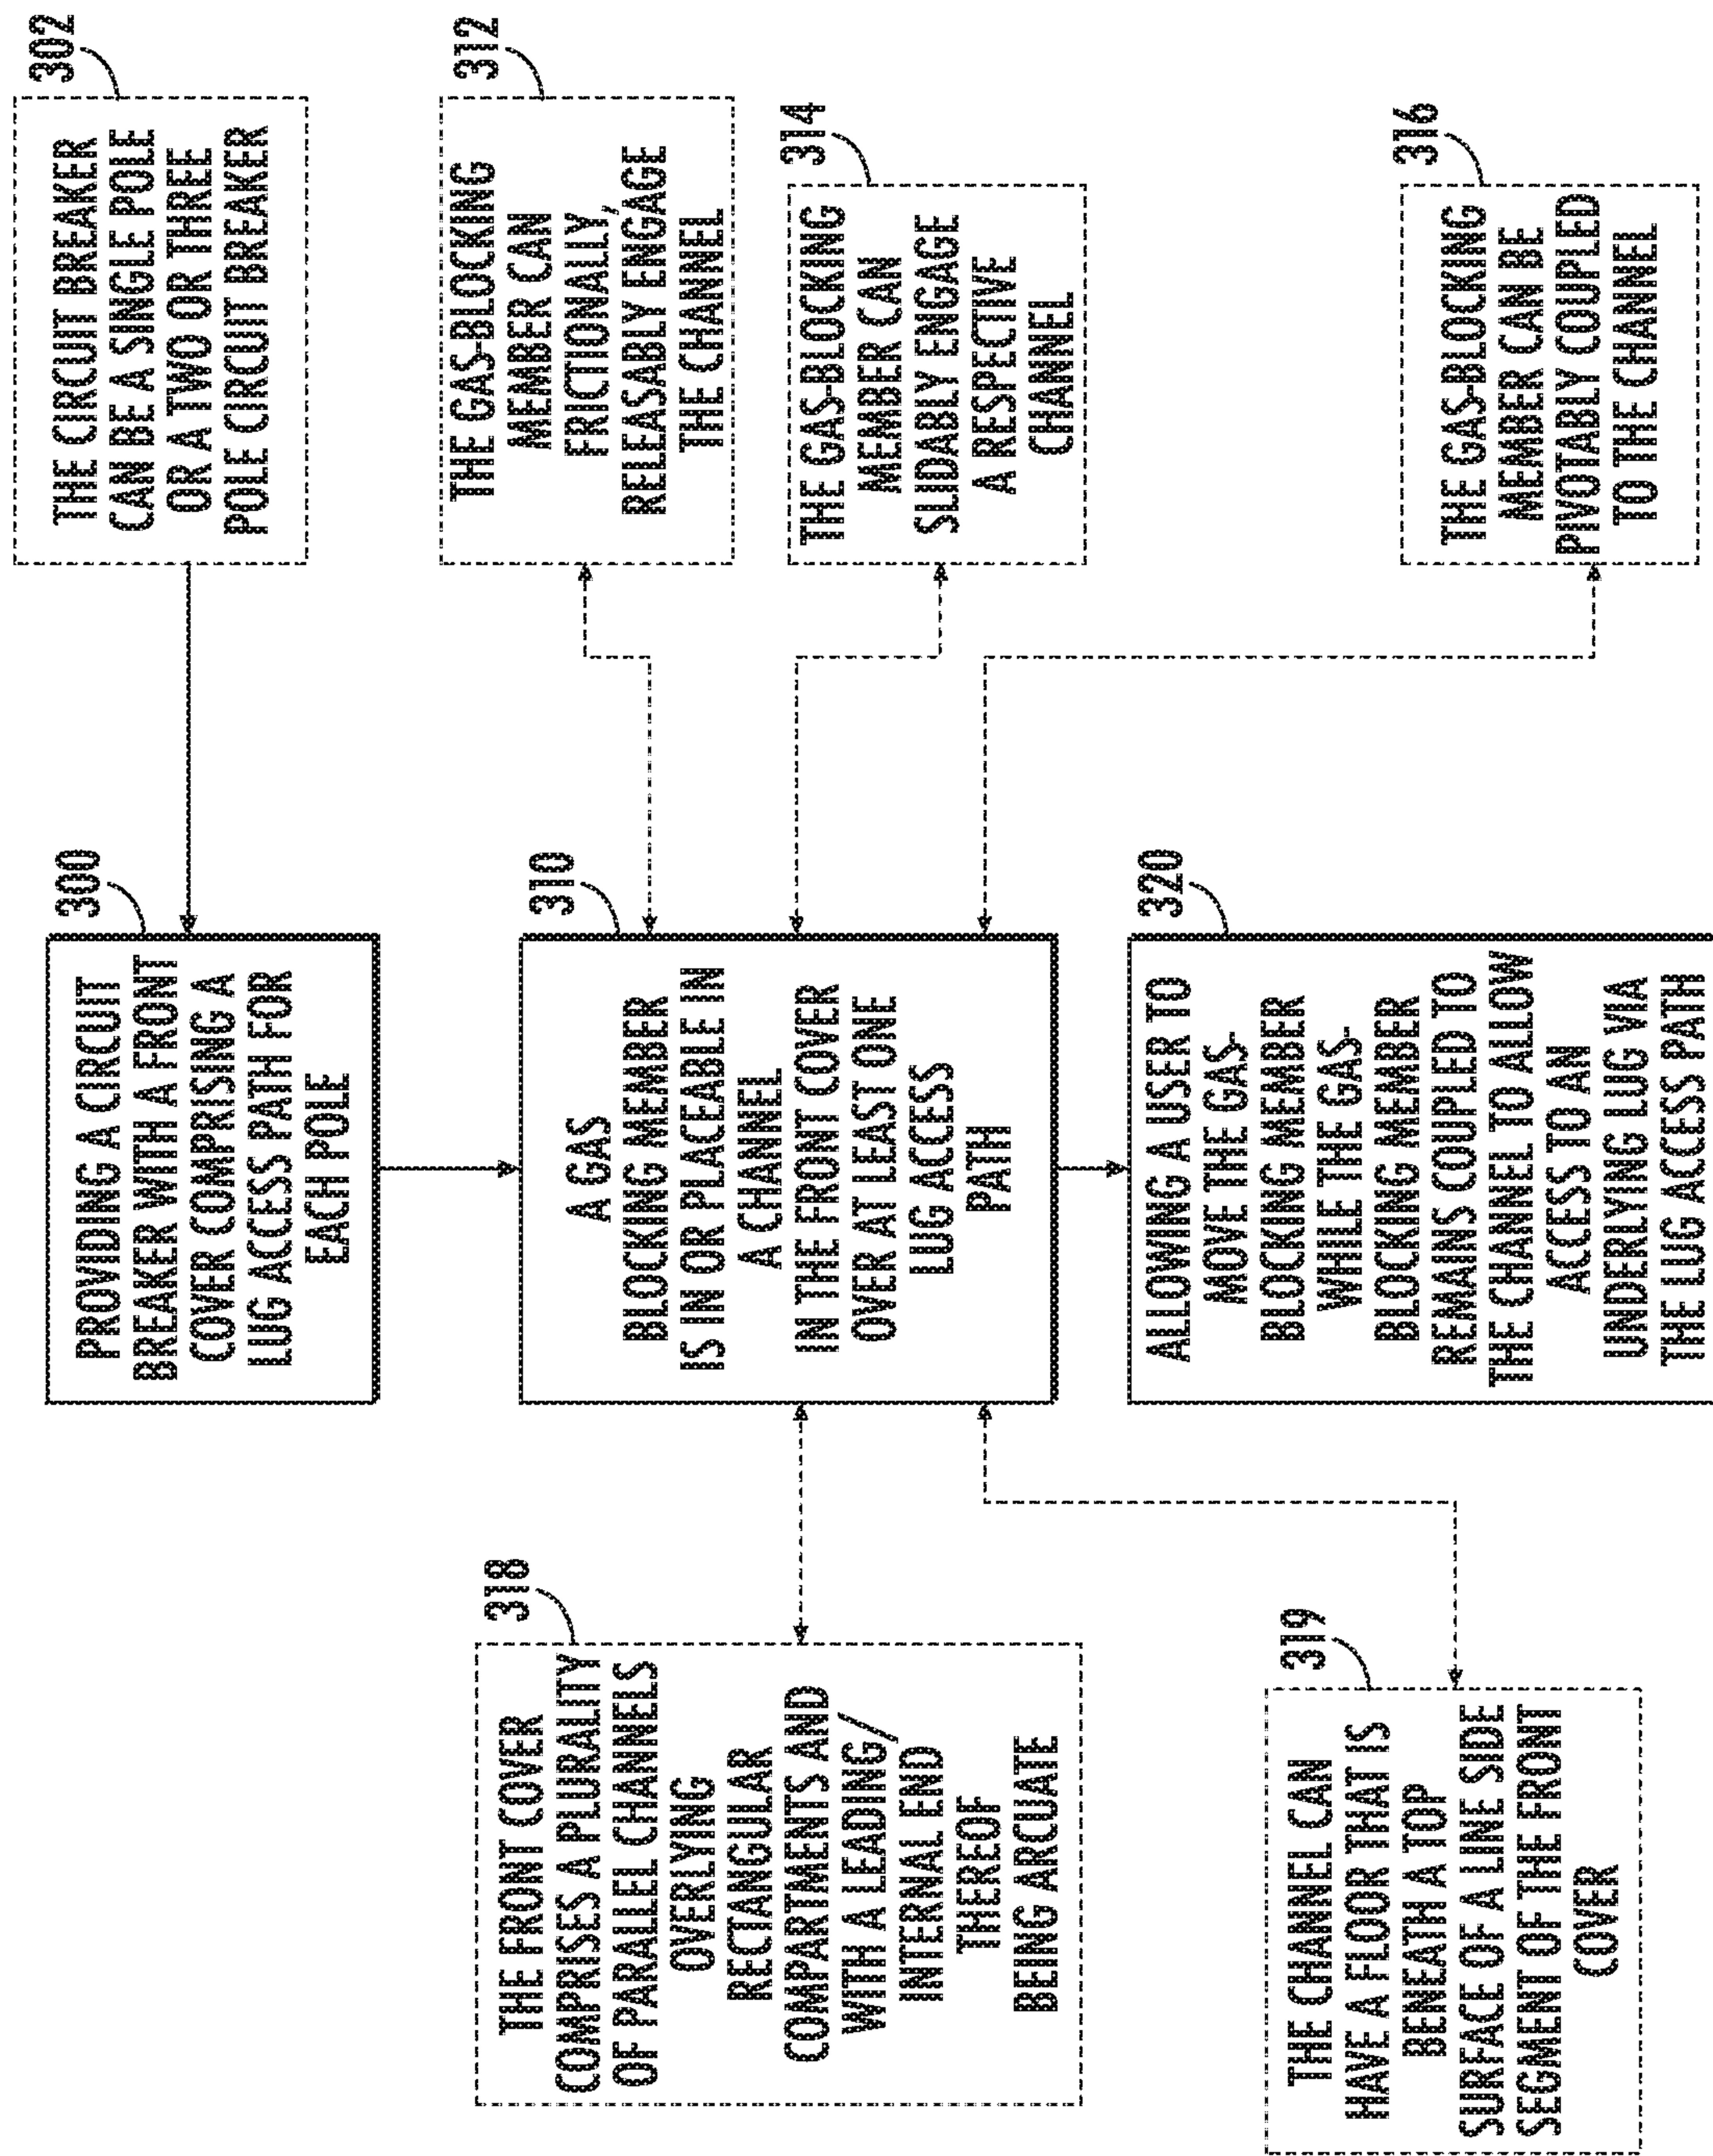 300
PROVIDING A CIRCUIT
BREAKER WITH A FRONT
COVER COMPRISING A
LUG ACCESS PATH FOR
EACH POLE
302
THE CIRCUIT BREAKER
CAN BE A SINGLE POLE
OR A TWO OR THREE
POLE CIRCUIT BREAKER
318
THE FRONT COVER
COMPRISES A PLURALITY
OF PARALLEL CHANNELS
OVERLYING
RECTANGULAR
COMPARTMENTS AND
WITH A LEADING/
INTERNAL END
THEREOF
BEING ARCUATE
310
A GAS
BLOCKING MEMBER
IS IN OR PLACEABLE IN
A CHANNEL
IN THE FRONT COVER
OVER AT LEAST ONE
LUG ACCESS
PATH
312
THE GAS-BLOCKING
MEMBER CAN
FRICTIONALLY,
RELEASABLY ENGAGE
THE CHANNEL
314
THE GAS-BLOCKING
MEMBER CAN
SLIDABLY ENGAGE
A RESPECTIVE
CHANNEL
319
THE CHANNEL CAN
HAVE A FLOOR THAT IS
BENEATH A TOP
SURFACE OF A LINE SIDE
SEGMENT OF THE FRONT
COVER
320
ALLOWING A USER TO
MOVE THE GAS-
BLOCKING MEMBER
WHILE THE GAS-
BLOCKING MEMBER
REMAINS COUPLED TO
THE CHANNEL TO ALLOW
ACCESS TO AN
UNDERLYING LUG VIA
THE LUG ACCESS PATH
316
THE GAS-BLOCKING
MEMBER CAN BE
PIVOTABLY COUPLED
TO THE CHANNEL